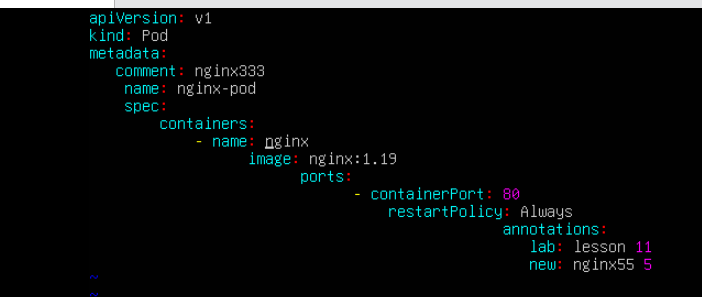 apiVersion: v1
kind: Pod
metadata:
comment: nginx333
name: nginx-pod
spec:
containers:
- name: nginx
image: nginx:1.19
ports:
- containerPort: 80
restartPolicy: Always
annotations:
lab: lesson 11
new: nginx55 5
~
~